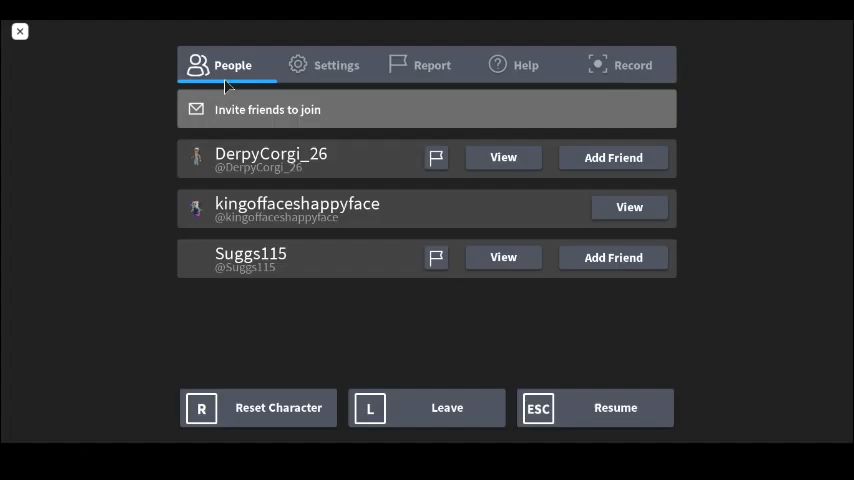 People Settings Report Help Record
Invite friends to join
DerpyCorgi_26
@DerpyCorgi_26
View Add Friend
kingoffaceshappyface
@kingoffaceshappyface
View
Suggs115
@Suggs115
View Add Friend
R Reset Character L Leave ESC Resume